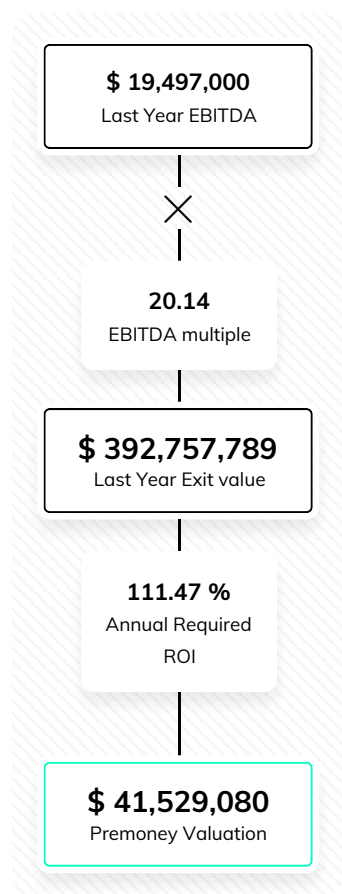 $ 19,497,000
Last Year EBITDA
20.14
EBITDA multiple
$ 392,757,789
Last Year Exit value
111.47 %
Annual Required
ROI
$ 41,529,080
Premoney Valuation